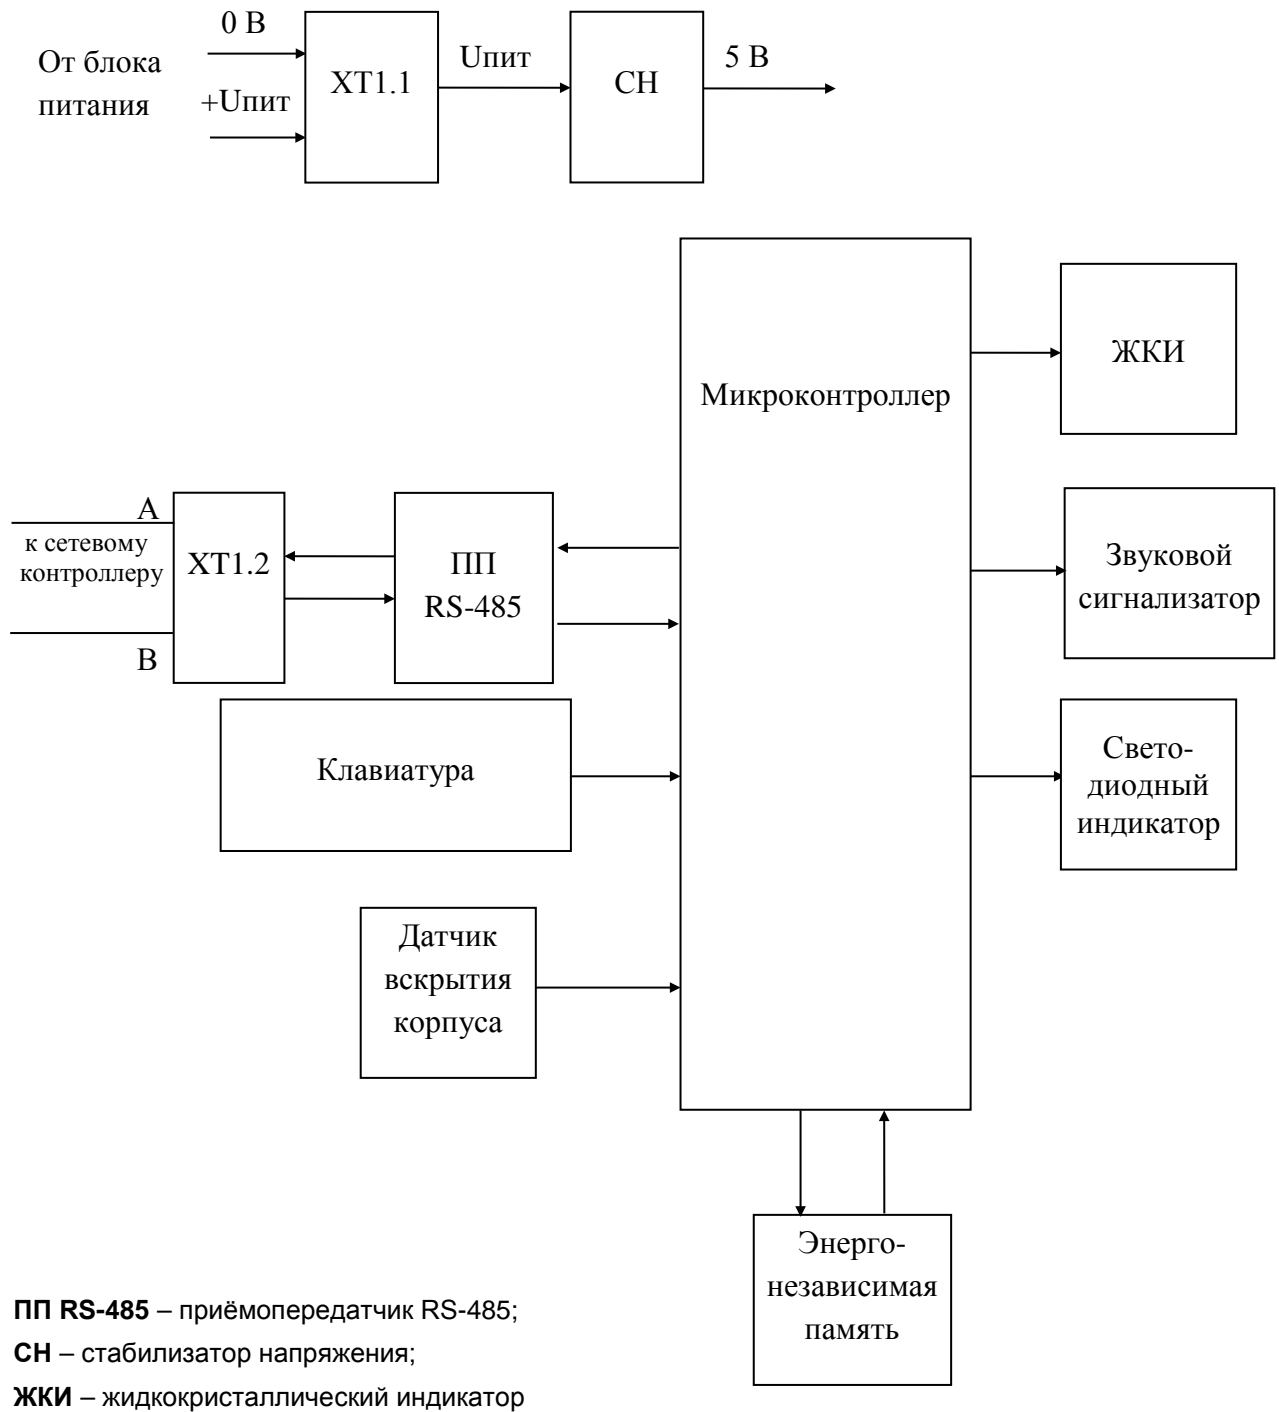 0 В
От блока
питания
+Uпит
ХТ1.1
Uпит
СН
5 В
Микроконтроллер
ЖКИ
А
к сетевому
контроллеру
В
ХТ1.2
ПП
RS-485
Звуковой
сигнализатор
Клавиатура
Свето-
диодный
индикатор
Датчик
вскрытия
корпуса
Энерго-
независимая
память
ПП RS-485 – приёмопередатчик RS-485;
СН – стабилизатор напряжения;
ЖКИ – жидкокристаллический индикатор